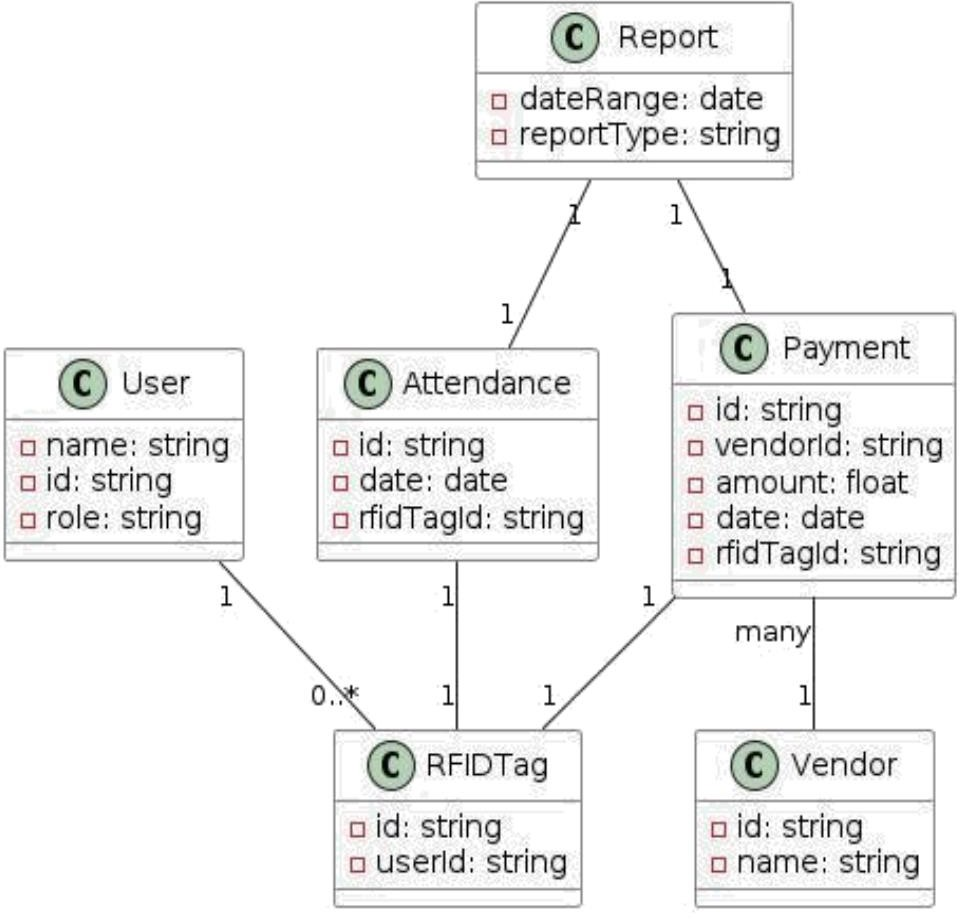 C Report
dateRange: date
reportType: string
1
1
1
1
C User
name: string
id: string
role: string
C Attendance
id: string
date: date
rfidTagId: string
C Payment
id: string
vendorId: string
amount: float
date: date
rfidTagId: string
1
1
1
many
0..*
1
1
1
C RFIDTag
id: string
userId: string
C Vendor
id: string
name: string